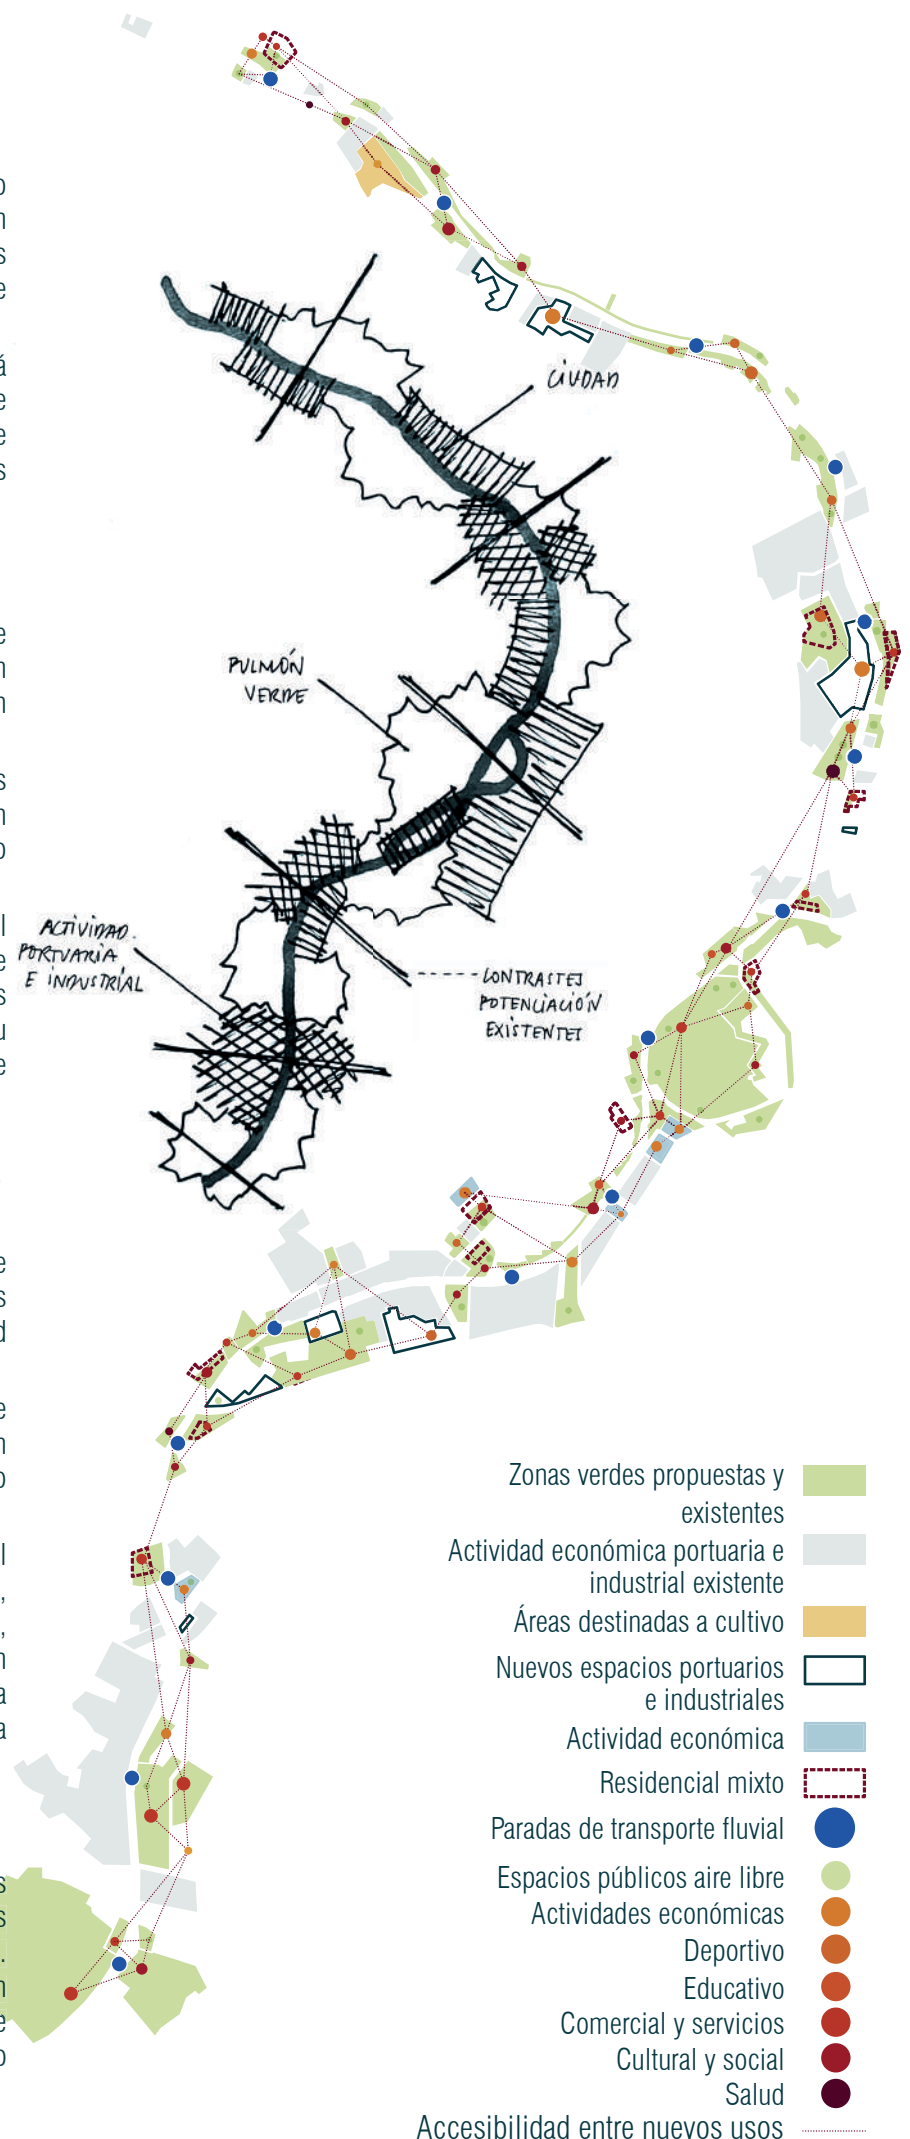 CIUDAD
PULMÓN
VERDE
ACTIVIDAD
PORTUARIA
E INDUSTRIAL
CONTRASTES
POTENCIACIÓN
EXISTENTES
Zonas verdes propuestas y
existentes
Actividad económica portuaria e
industrial existente
Áreas destinadas a cultivo
Nuevos espacios portuarios
e industriales
Actividad económica
Residencial mixto
Paradas de transporte fluvial
Espacios públicos aire libre
Actividades económicas
Deportivo
Educativo
Comercial y servicios
Cultural y social
Salud
Accesibilidad entre nuevos usos